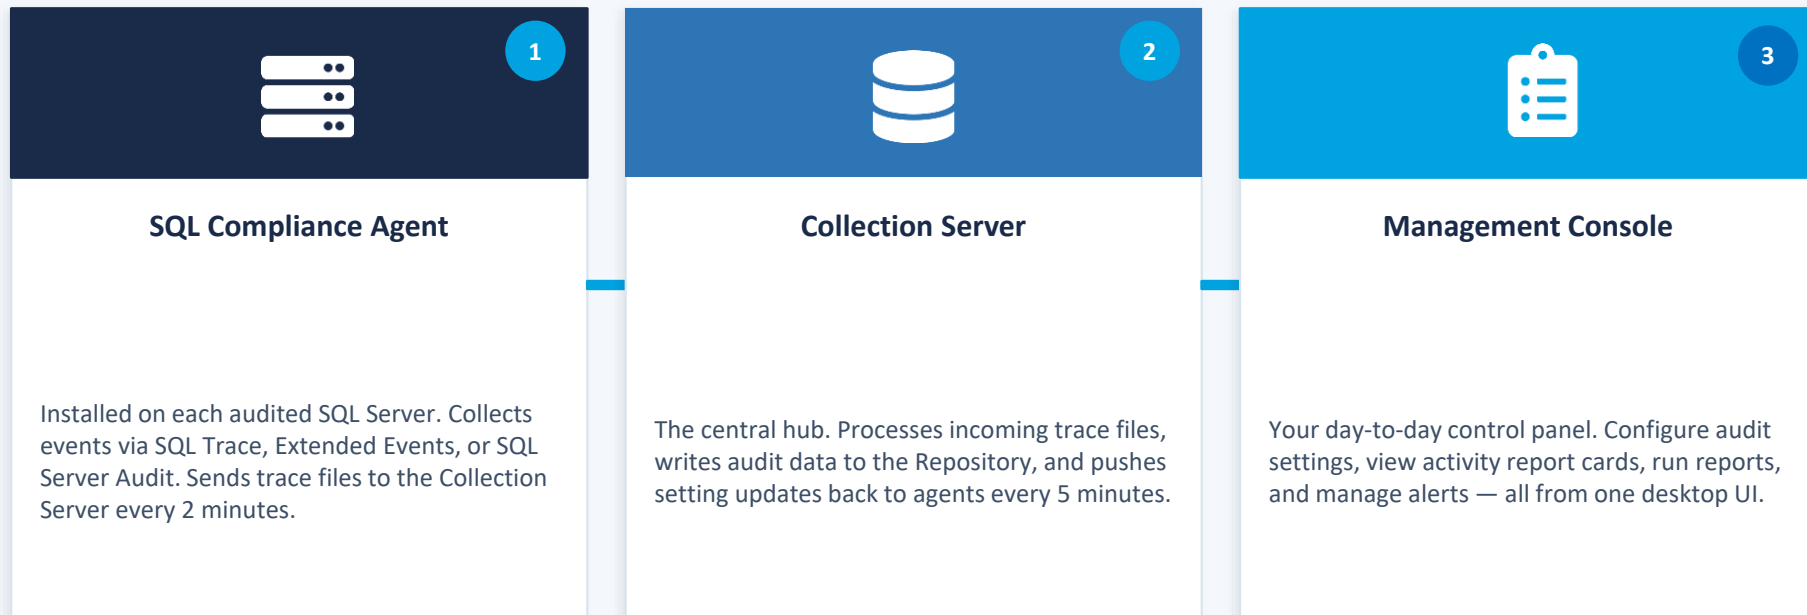 1
SQL Compliance Agent
Installed on each audited SQL Server. Collects
events via SQL Trace, Extended Events, or SQL
Server Audit. Sends trace files to the Collection
Server every 2 minutes.
2
Collection Server
The central hub. Processes incoming trace files,
writes audit data to the Repository, and pushes
setting updates back to agents every 5 minutes.
3
Management Console
Your day-to-day control panel. Configure audit
settings, view activity report cards, run reports,
and manage alerts — all from one desktop UI.